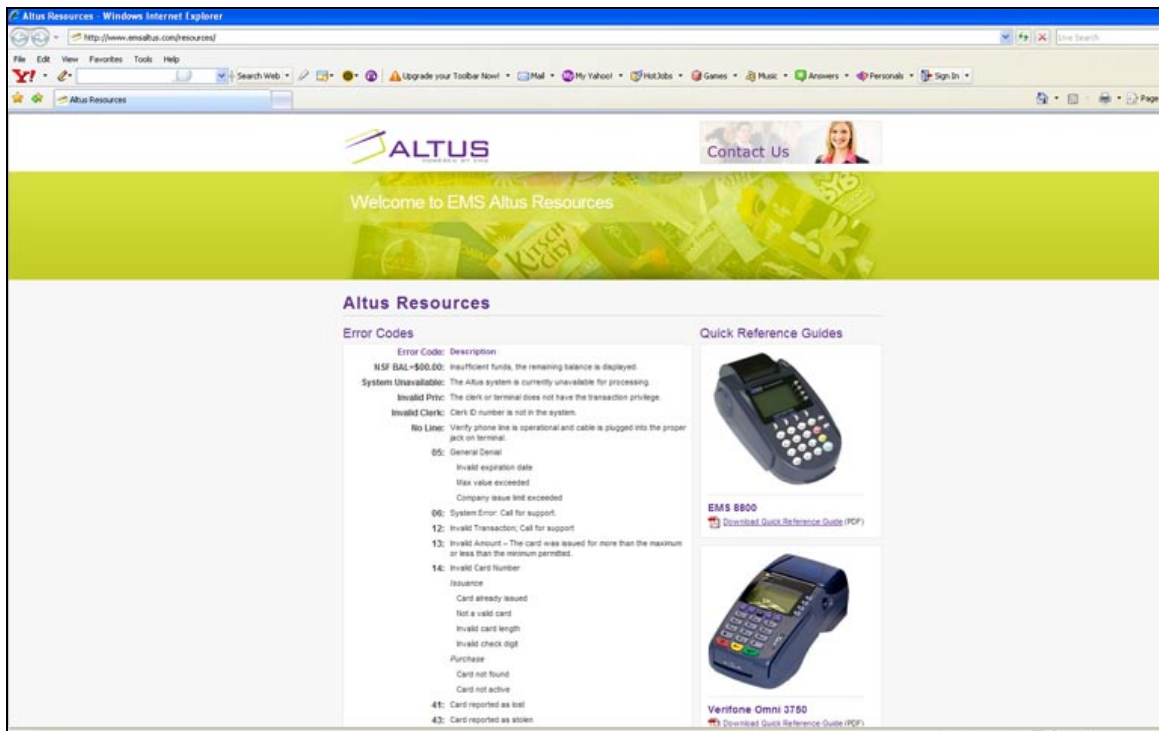 Altus Resources - Windows Internet Explorer
http://www.emsaltus.com/resources/
Live Search
File Edit View Favorites Tools Help
Y! Search Web Upgrade your Toolbar Now! Mail My Yahoo! HotJobs Games Music Answers Personals Sign In
Altus Resources
Page
ALTUS
POWERED BY EMS
Contact Us
Welcome to EMS Altus Resources
KITSCH
CITY
Altus Resources
Error Codes
Error Code: Description
NSF BAL=$00.00: Insufficient funds, the remaining balance is displayed.
System Unavailable: The Altus system is currently unavailable for processing.
Invalid Priv: The clerk or terminal does not have the transaction privilege.
Invalid Clerk: Clerk ID number is not in the system.
No Line: Verify phone line is operational and cable is plugged into the proper
jack on terminal.
05: General Denial
Invalid expiration date
Max value exceeded
Company issue limit exceeded
06: System Error: Call for support.
12: Invalid Transaction; Call for support
13: Invalid Amount – The card was issued for more than the maximum
or less than the minimum permitted.
14: Invalid Card Number
Issuance
Card already issued
Not a valid card
Invalid card length
Invalid check digit
Purchase
Card not found
Card not active
41: Card reported as lost
43: Card reported as stolen
Quick Reference Guides
EMS 8800
Download Quick Reference Guide (PDF)
Verifone Omni 3750
Download Quick Reference Guide (PDF)